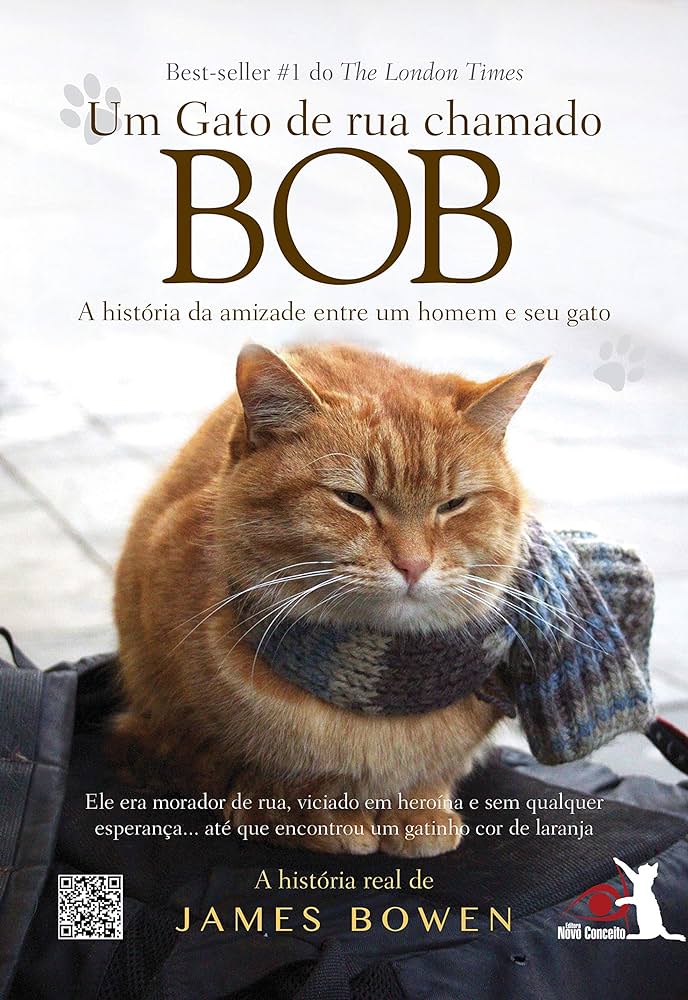 Best-seller #1 do The London Times
Um Gato de rua chamado
BOB
A história da amizade entre um homem e seu gato
Ele era morador de rua, viciado em heroína e sem qualquer
esperança... até que encontrou um gatinho cor de laranja
A história real de
JAMES BOWEN
Editora
Novo Conceito